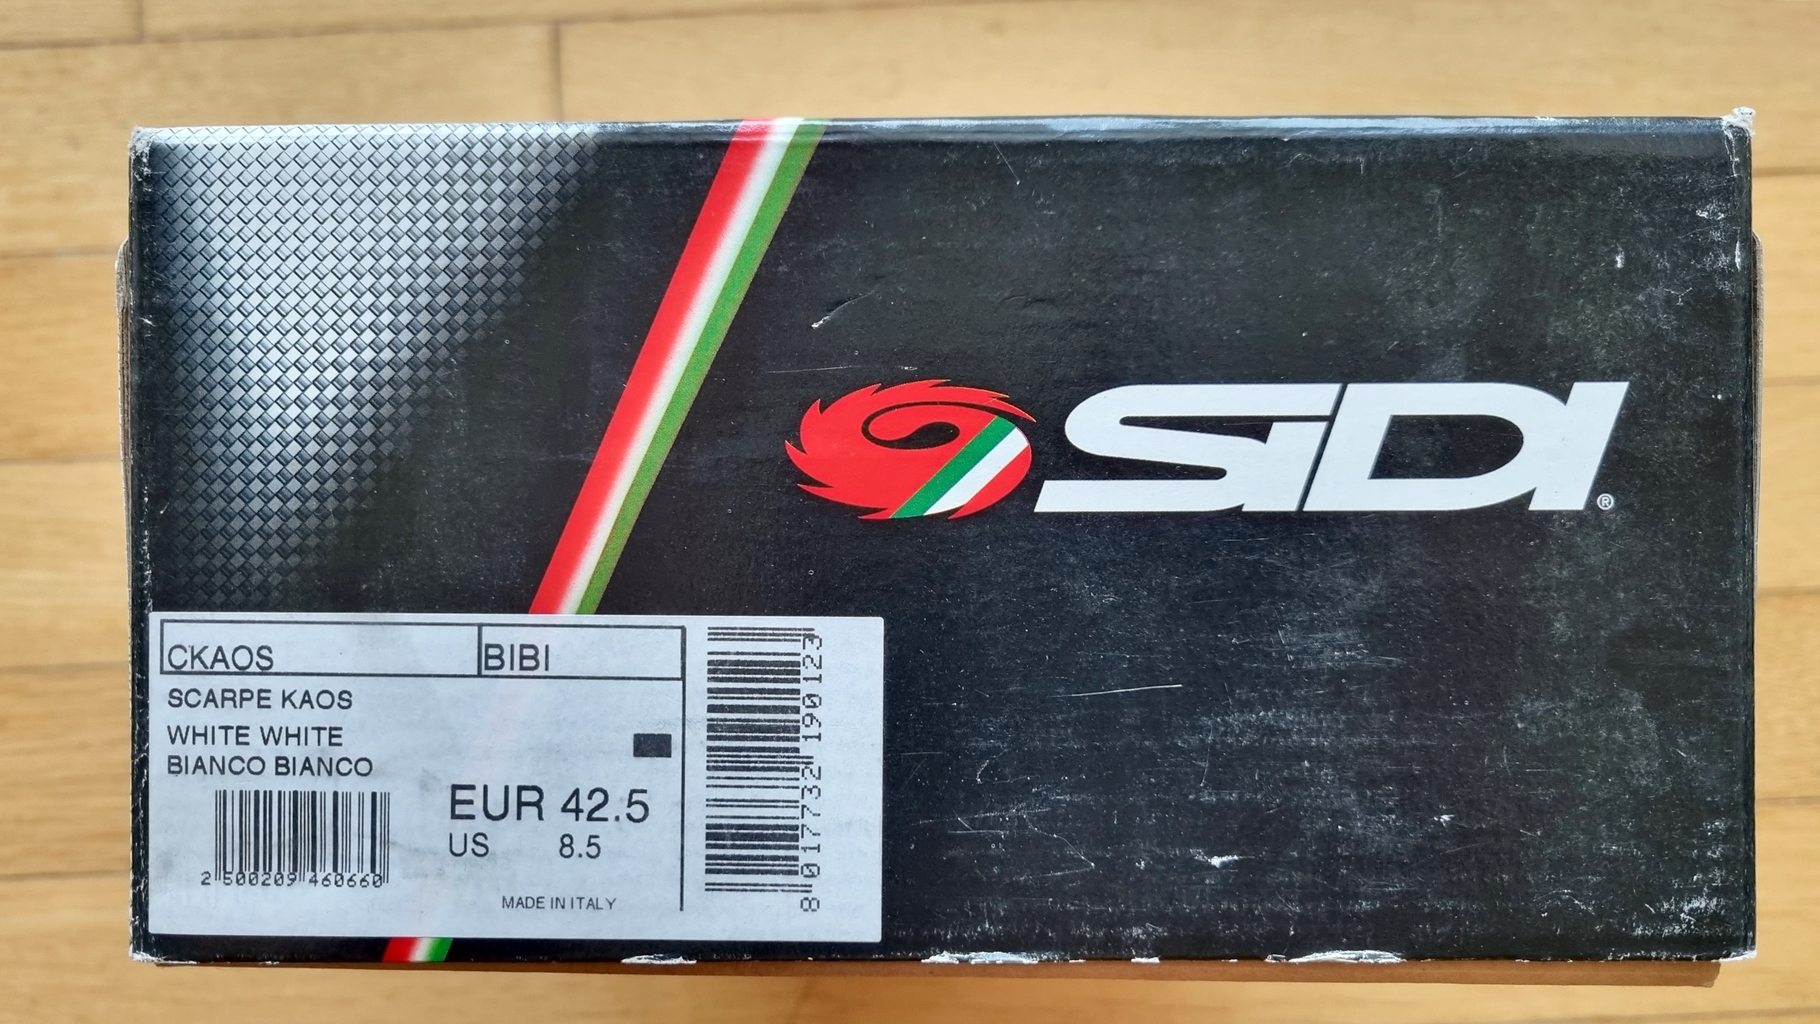 SIDI®
CKAOS BIBI
SCARPE KAOS
WHITE WHITE
BIANCO BIANCO
EUR 42.5
US 8.5
2 500209 460660
MADE IN ITALY
8 017732 190123